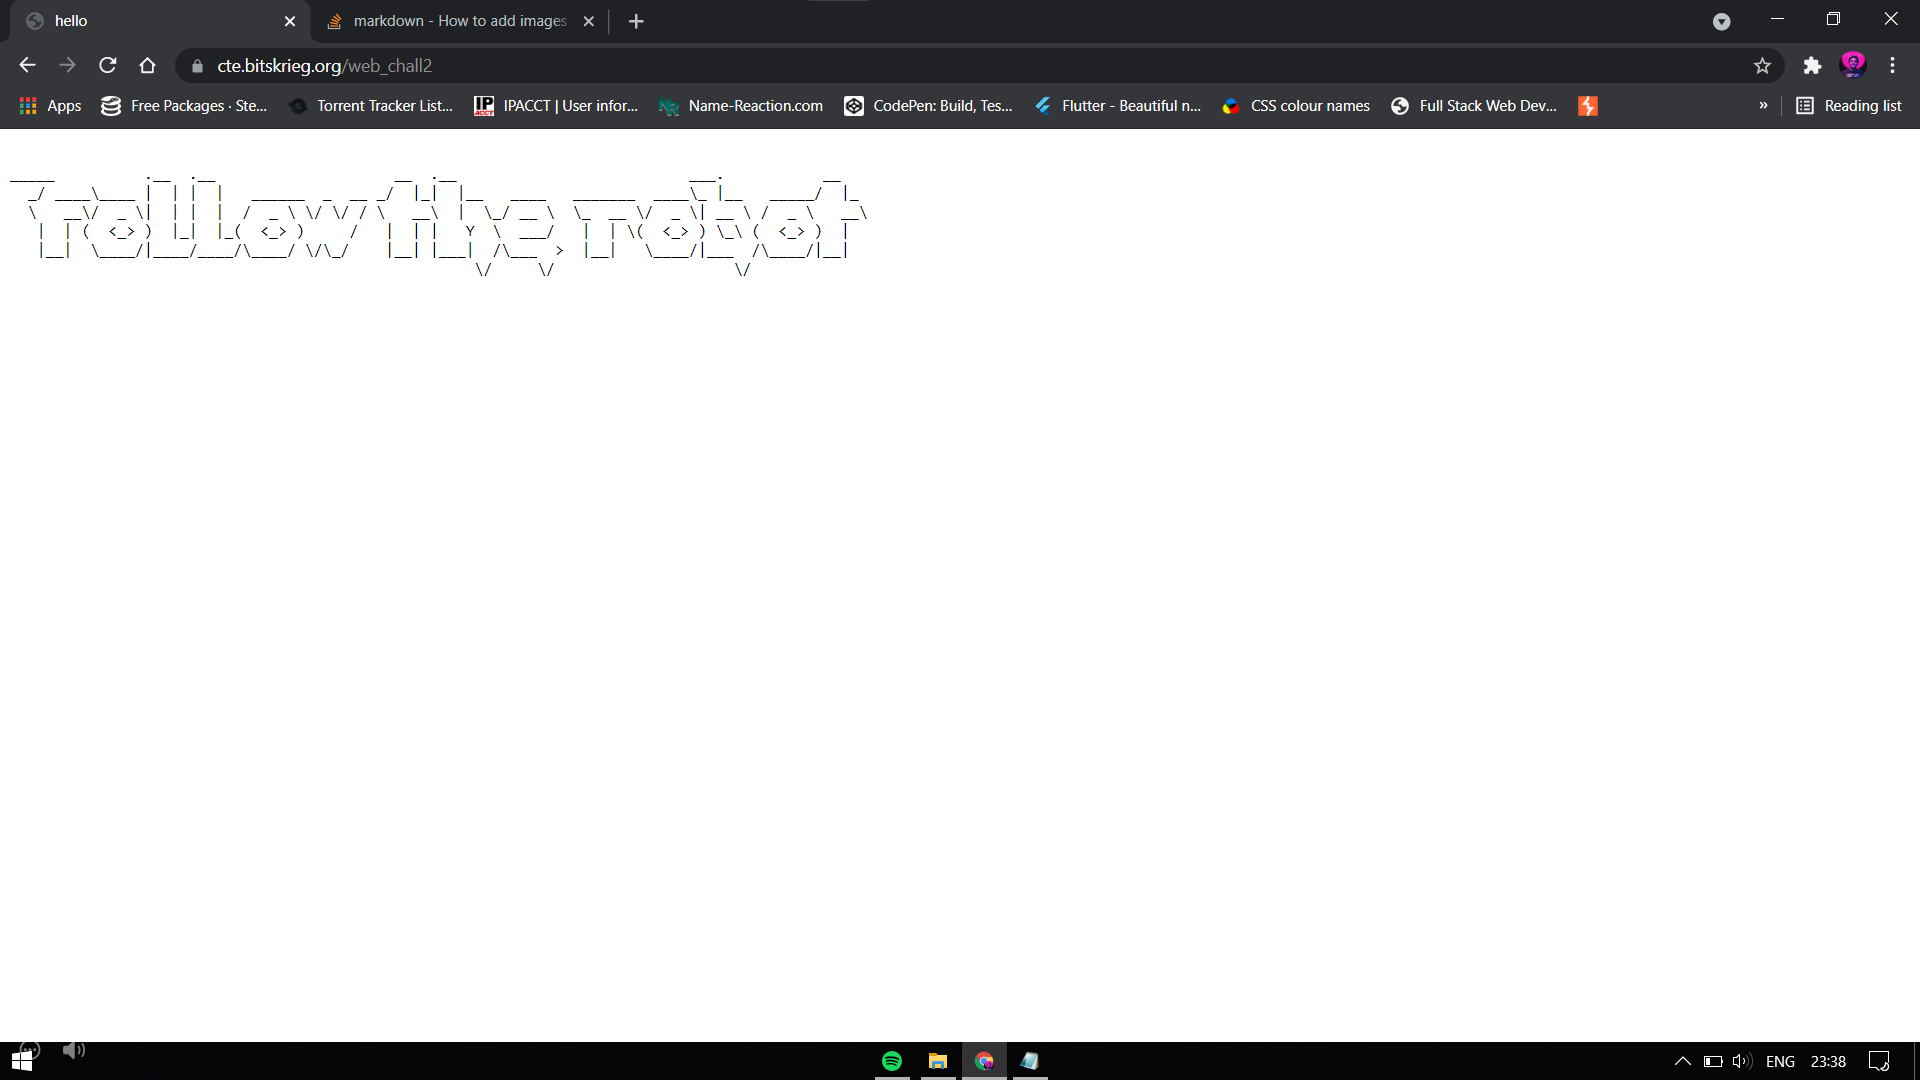 hello
markdown - How to add images
cte.bitskrieg.org/web_chall2
Apps
Free Packages · Ste...
Torrent Tracker List...
IPACCT | User infor...
Name-Reaction.com
CodePen: Build, Tes...
Flutter - Beautiful n...
CSS colour names
Full Stack Web Dev...
»
Reading list
follow the robot
ENG
23:38